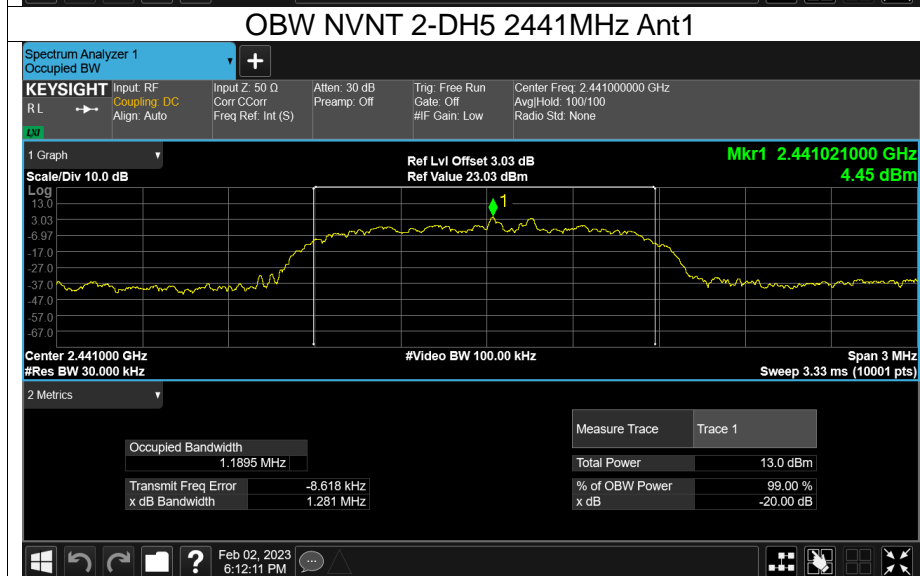 OBW NVNT 2-DH5 2441MHz Ant1
Spectrum Analyzer 1
Occupied BW
+
KEYSIGHT
R L
LXI
Input: RF
Coupling: DC
Align: Auto
Input Z: 50 Ω
Corr CCorr
Freq Ref: Int (S)
Atten: 30 dB
Preamp: Off
Trig: Free Run
Gate: Off
#IF Gain: Low
Center Freq: 2.441000000 GHz
Avg|Hold: 100/100
Radio Std: None
1 Graph
Scale/Div 10.0 dB
Ref Lvl Offset 3.03 dB
Ref Value 23.03 dBm
Mkr1 2.441021000 GHz
4.45 dBm
Log
13.0
3.03
-6.97
-17.0
-27.0
-37.0
-47.0
-57.0
-67.0
1
Center 2.441000 GHz
#Res BW 30.000 kHz
#Video BW 100.00 kHz
Span 3 MHz
Sweep 3.33 ms (10001 pts)
2 Metrics
Measure Trace Trace 1
Occupied Bandwidth
1.1895 MHz
Total Power 13.0 dBm
Transmit Freq Error -8.618 kHz
% of OBW Power 99.00 %
x dB Bandwidth 1.281 MHz
x dB -20.00 dB
?
Feb 02, 2023
6:12:11 PM